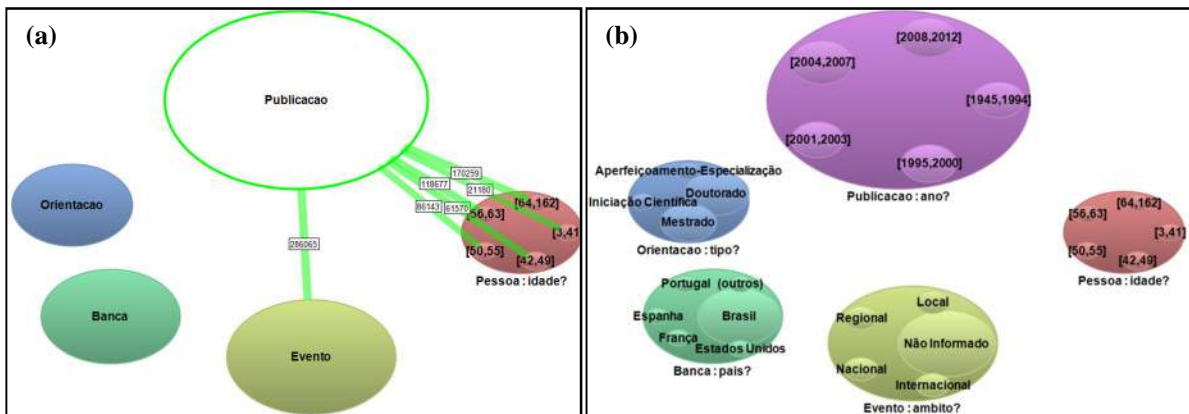 (a)
Publicacao
Orientacao
170259
118677
21180
86143
61570
[64,162]
[56,63]
[3,41]
[50,55]
[42,49]
Pessoa : idade?
286065
Banca
Evento
(b)
[2008,2012]
[2004,2007]
[1945,1994]
[2001,2003]
[1995,2000]
Publicacao : ano?
Aperfeiçoamento-Especialização
Doutorado
Iniciação Científica
Mestrado
Orientacao : tipo?
[64,162]
[56,63]
[3,41]
[50,55]
[42,49]
Pessoa : idade?
Portugal (outros)
Espanha
Brasil
França
Estados Unidos
Banca : pais?
Local
Regional
Não Informado
Nacional
Internacional
Evento : ambito?